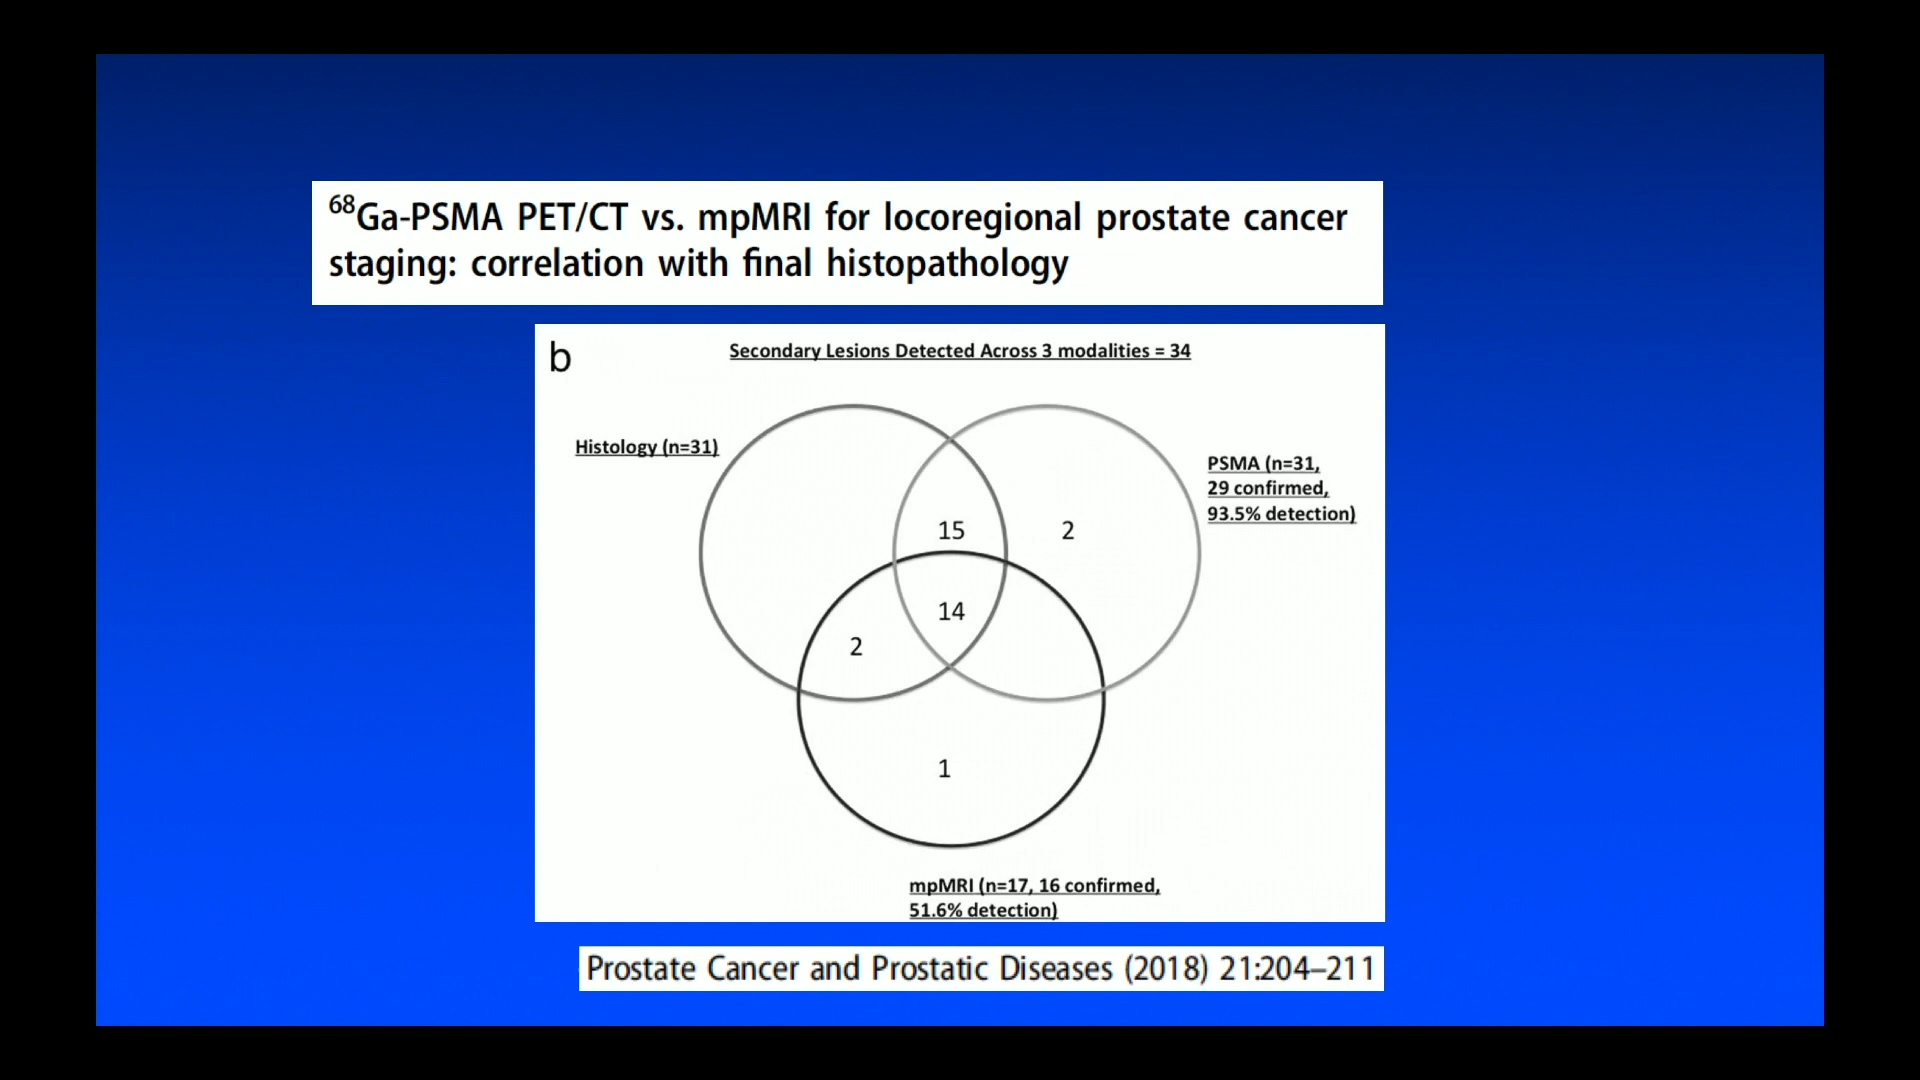 68Ga-PSMA PET/CT vs. mpMRI for locoregional prostate cancer
staging: correlation with final histopathology
b
Secondary Lesions Detected Across 3 modalities = 34
Histology (n=31)
PSMA (n=31,
29 confirmed,
93.5% detection)
15
2
14
2
1
mpMRI (n=17, 16 confirmed,
51.6% detection)
Prostate Cancer and Prostatic Diseases (2018) 21:204–211